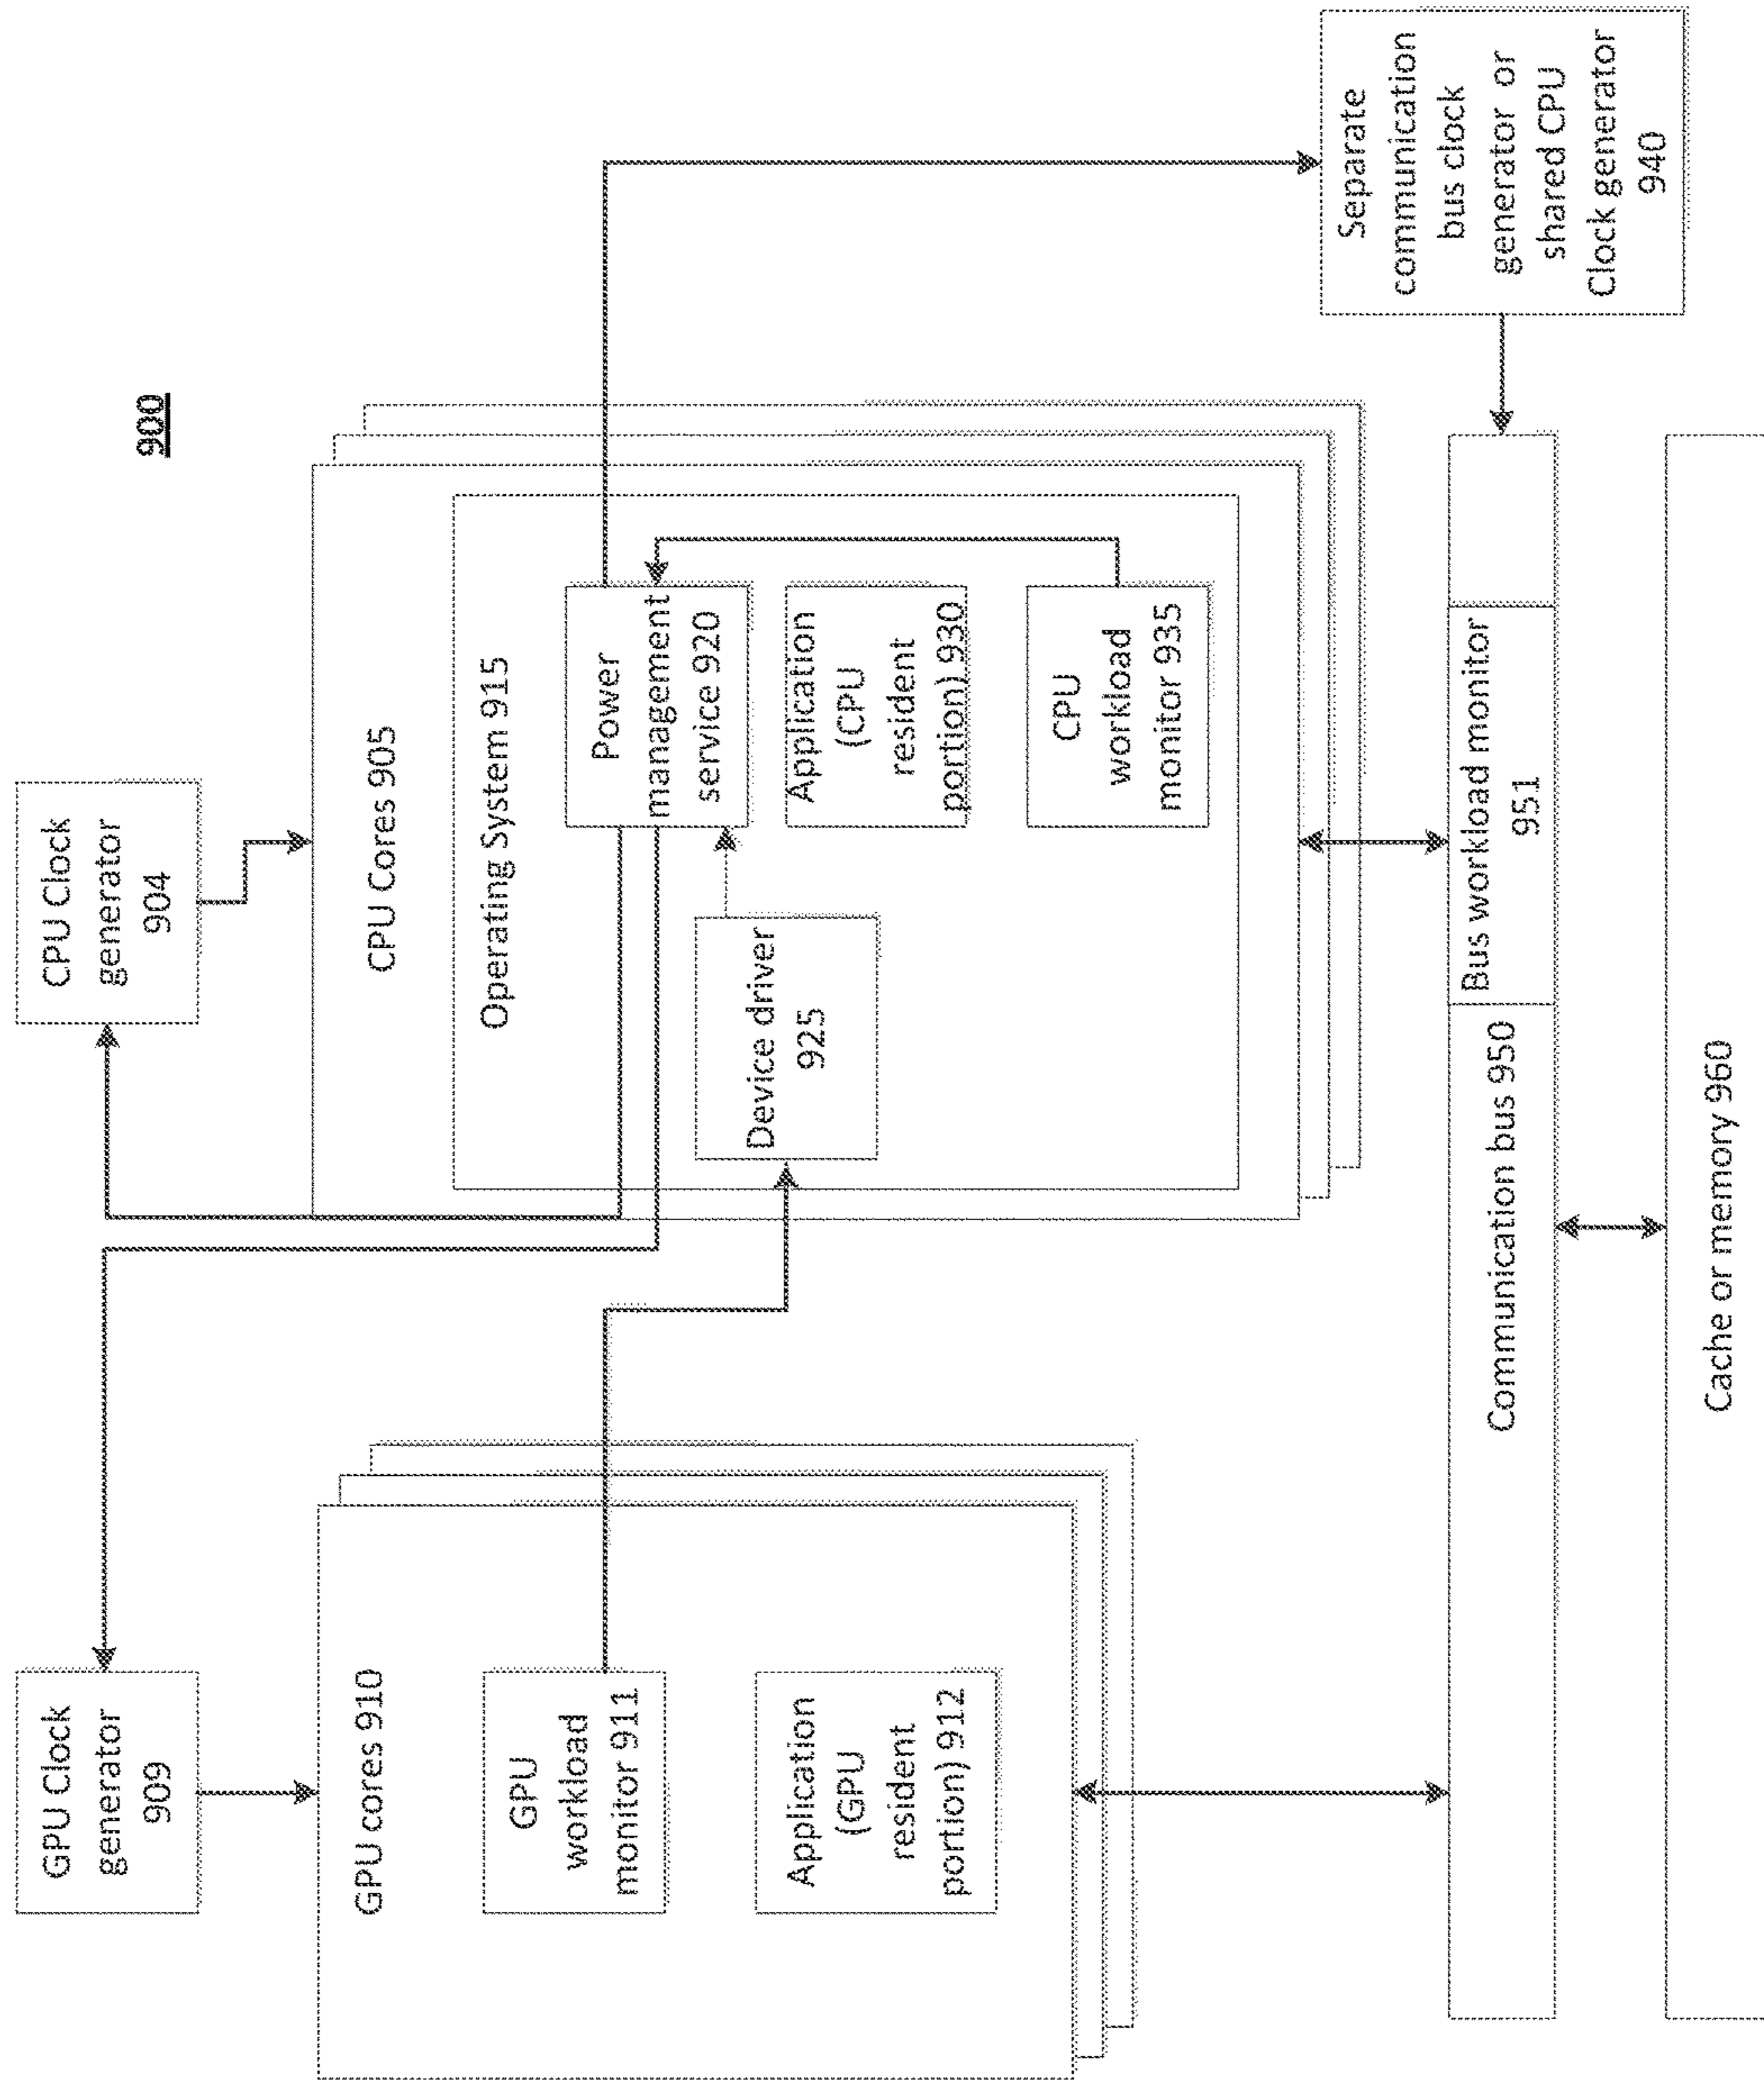 900
GPU Clock
generator
909
CPU Clock
generator
904
GPU cores 910
GPU
workload
monitor 911
Application
(GPU
resident
portion) 912
CPU Cores 905
Operating System 915
Device driver
925
Power
management
service 920
Application
(CPU
resident
portion) 930
CPU
workload
monitor 935
Separate
communication
bus clock
generator or
shared CPU
Clock generator
940
Communication bus 950
Bus workload monitor
951
Cache or memory 960